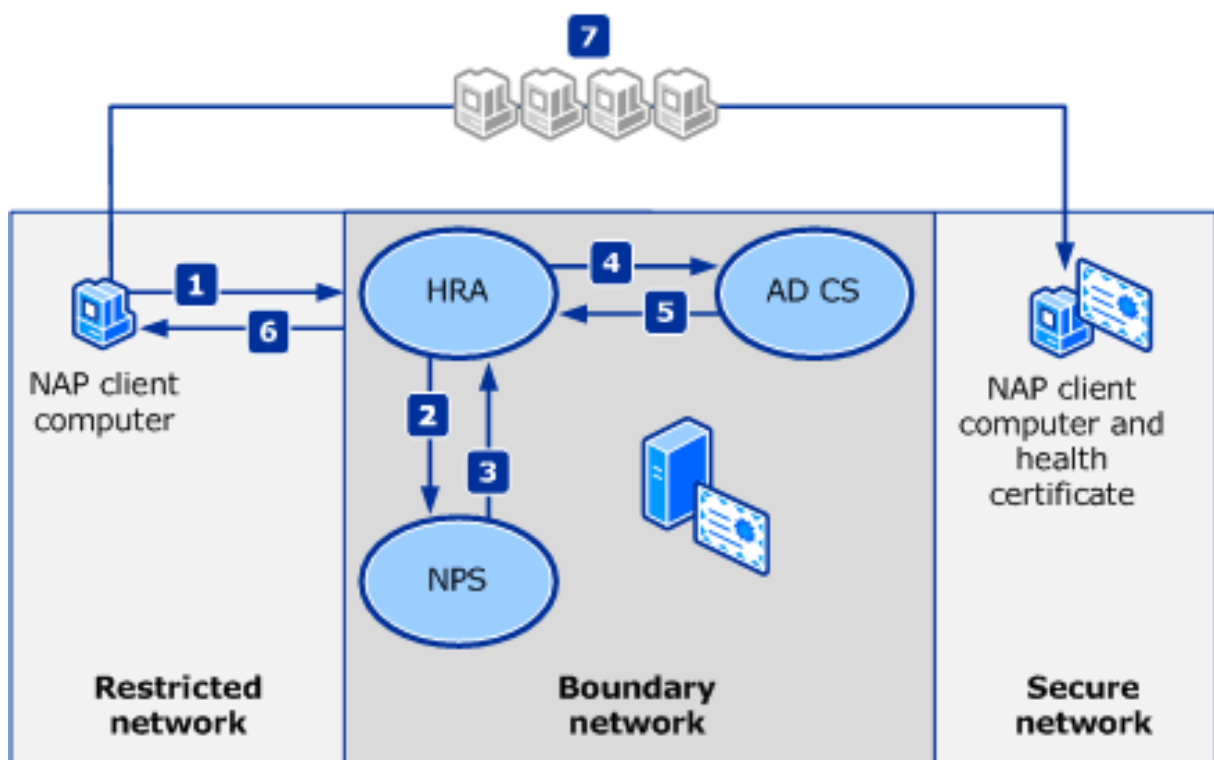 7
1
6
HRA
4
5
AD CS
2
3
NPS
NAP client
computer
NAP client
computer and
health
certificate
Restricted
network
Boundary
network
Secure
network